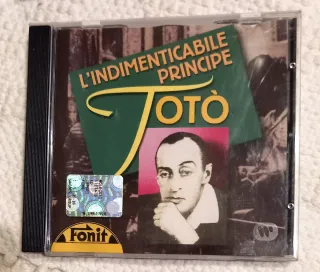 L'INDIMENTICABILE
PRINCIPE
TOTÒ
Fonit